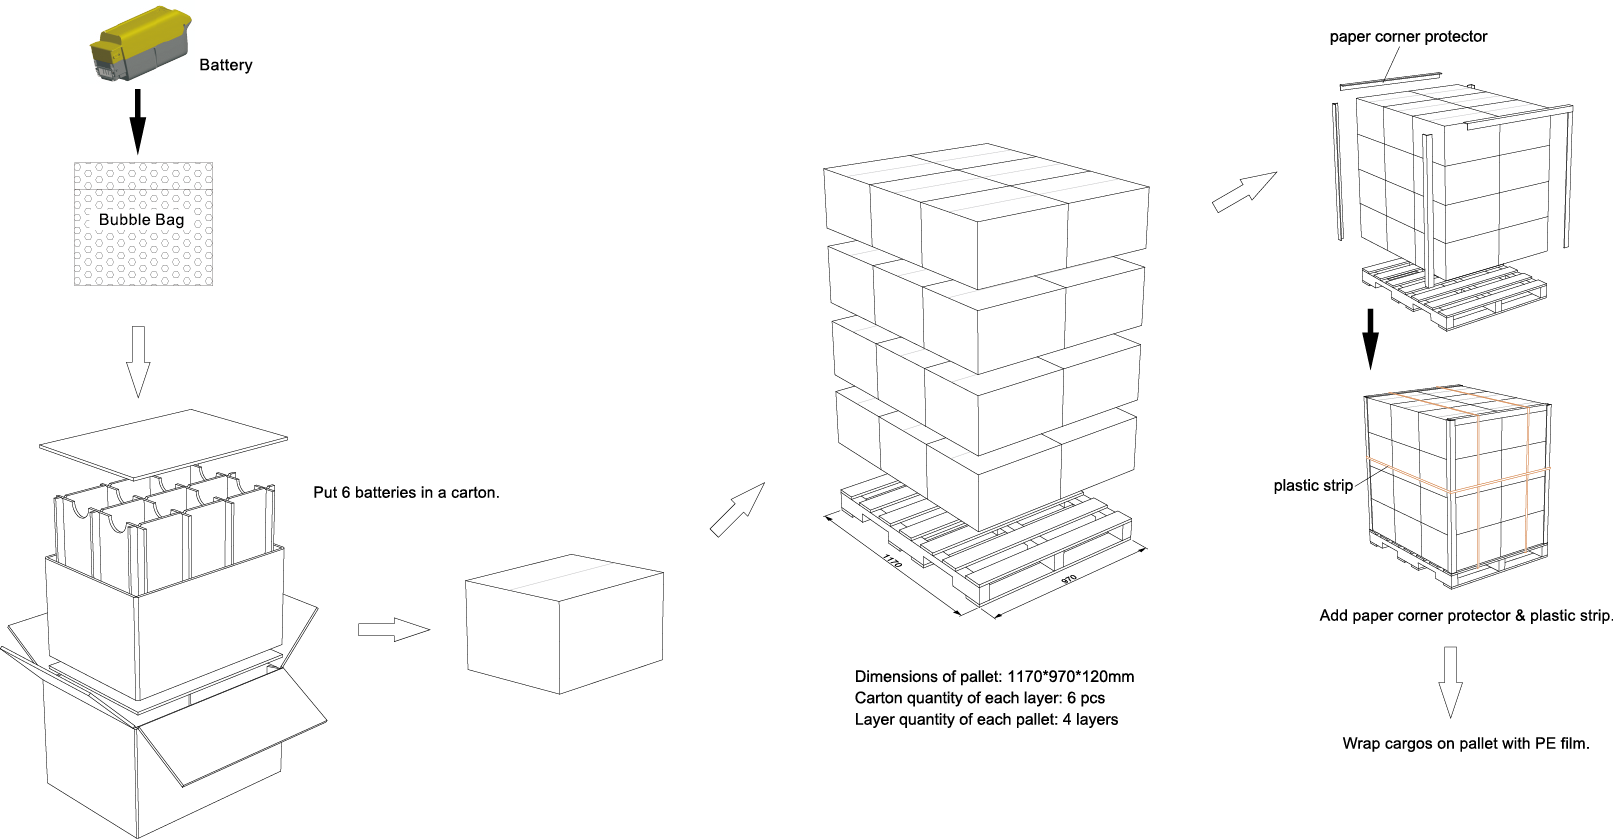 Battery
Bubble Bag
Put 6 batteries in a carton.
1170
970
Dimensions of pallet: 1170*970*120mm
Carton quantity of each layer: 6 pcs
Layer quantity of each pallet: 4 layers
paper corner protector
plastic strip
Add paper corner protector & plastic strip.
Wrap cargos on pallet with PE film.